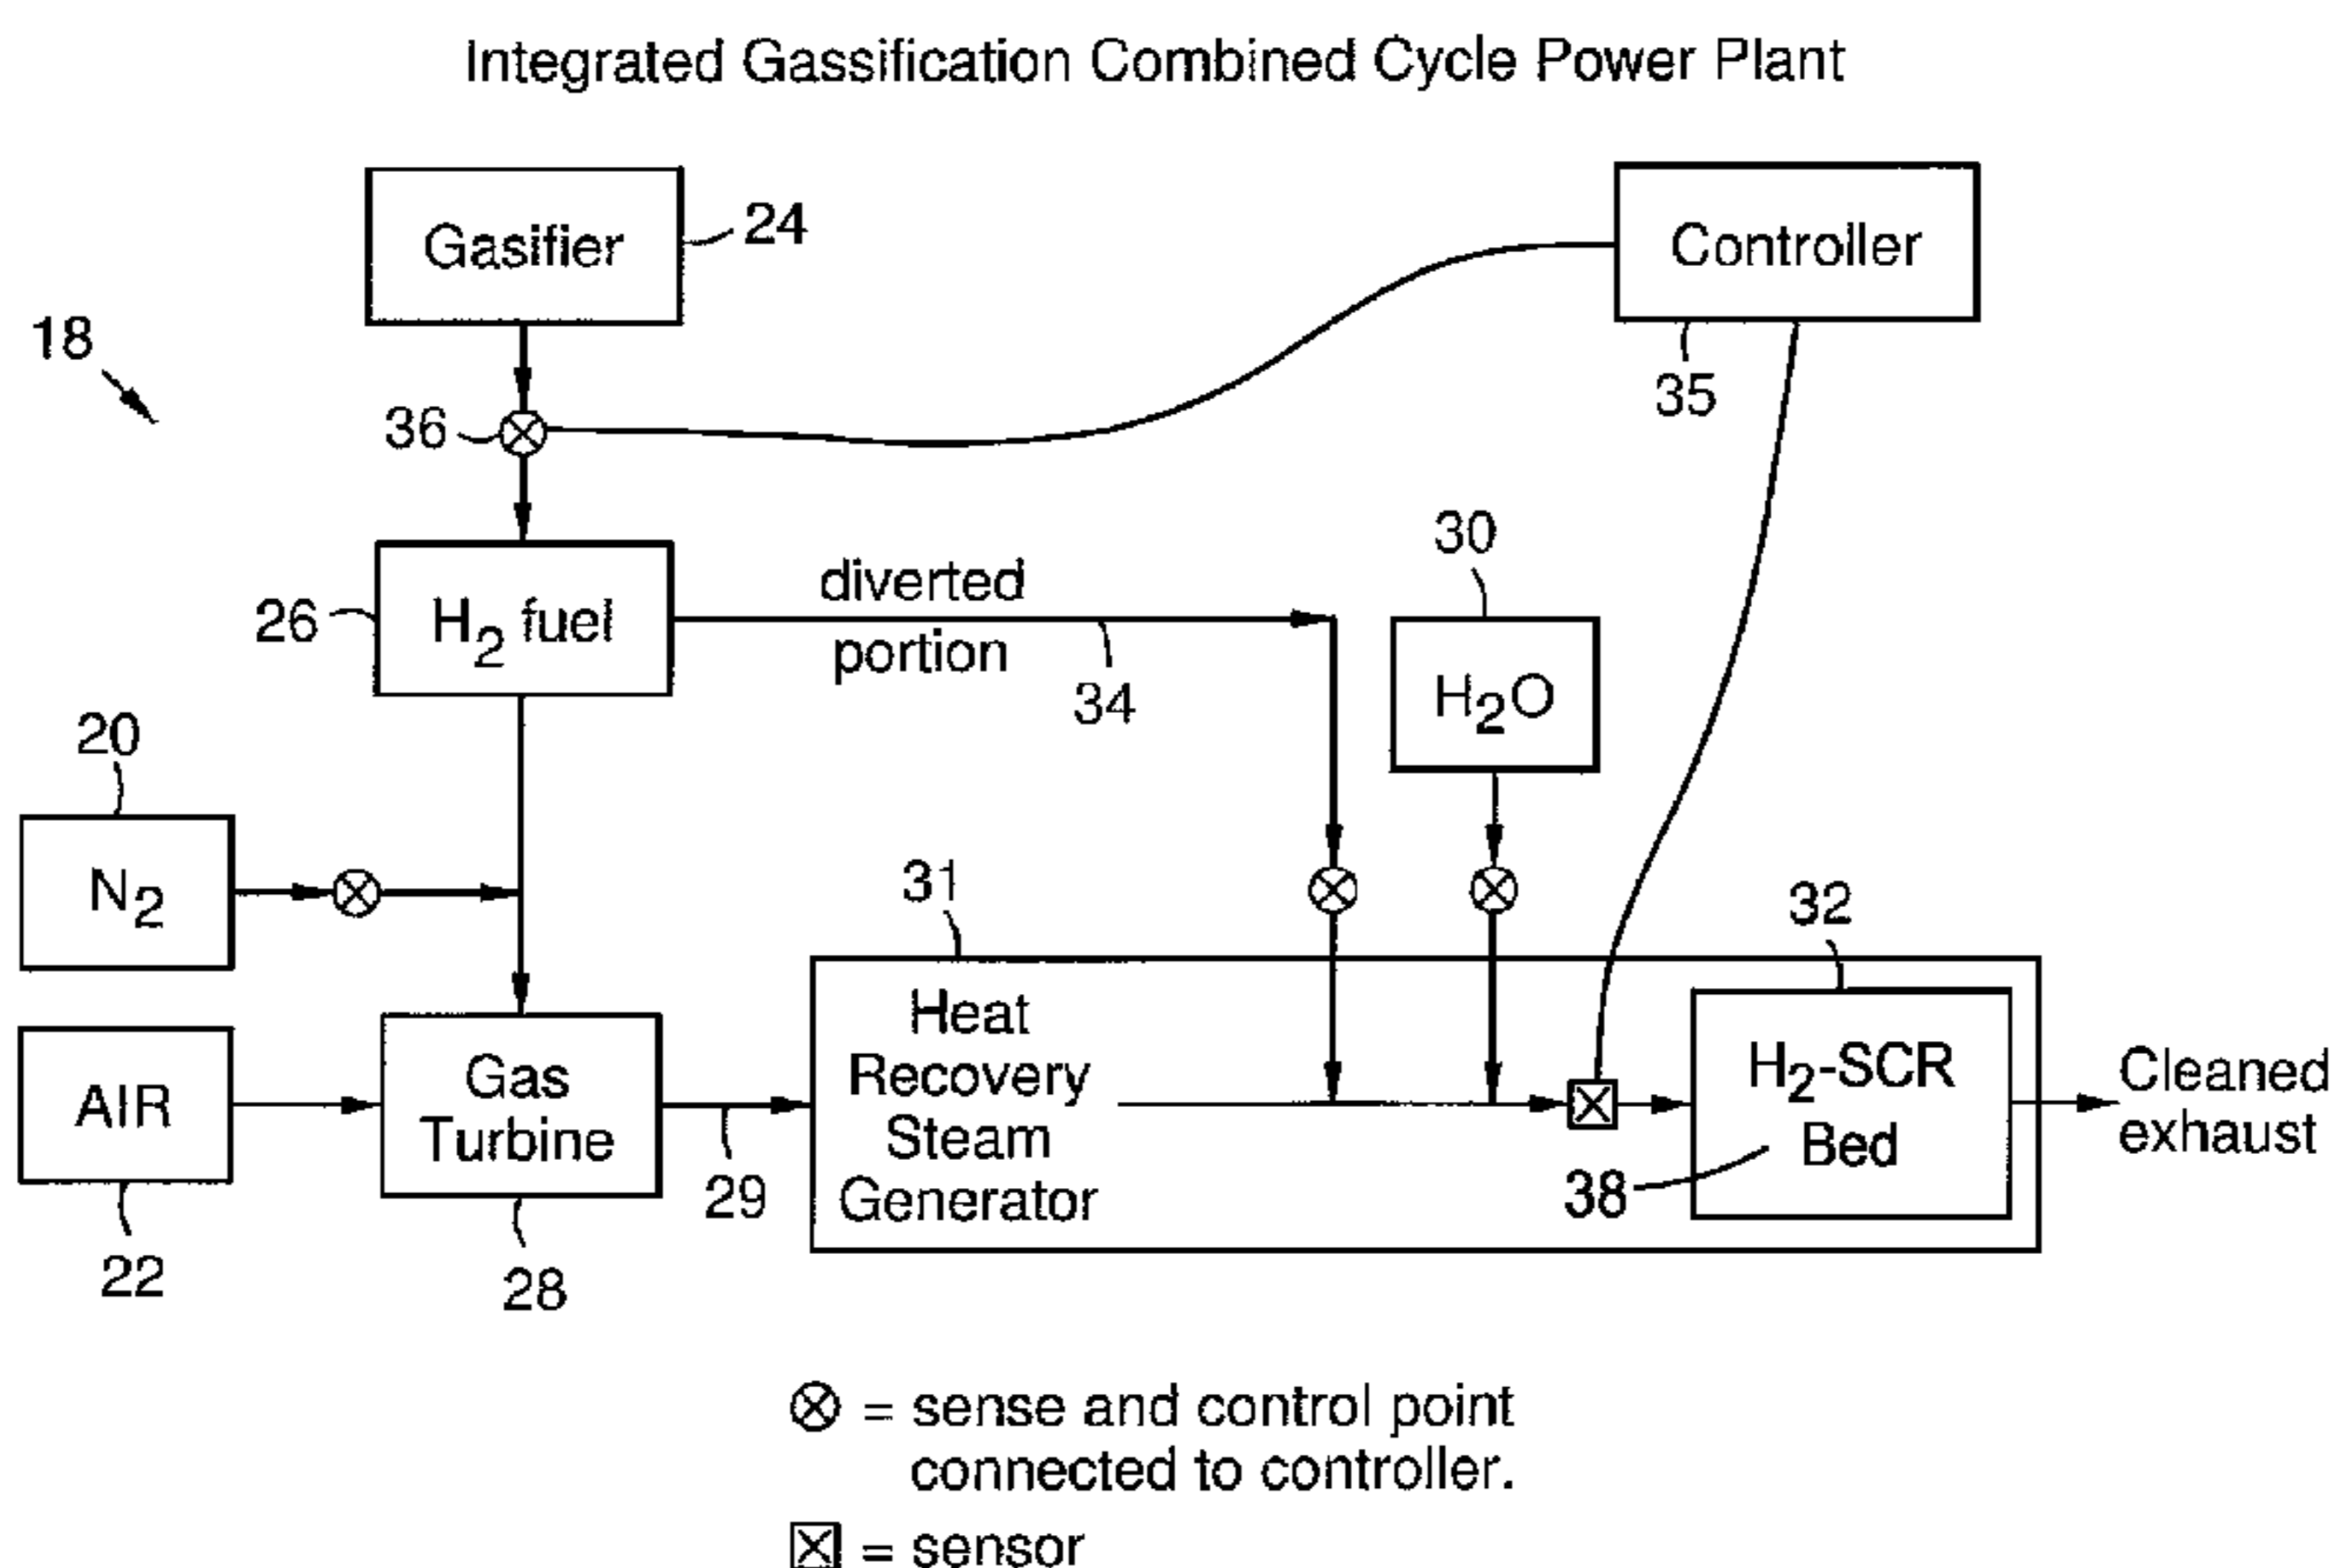 Integrated Gassification Combined Cycle Power Plant
Gasifier
24
Controller
18
36
35
30
26
H2 fuel
diverted
portion
34
H2O
20
N2
31
32
Heat
Recovery
Steam
Generator
AIR
Gas
Turbine
H2-SCR
Bed
Cleaned
exhaust
29
38
22
28
= sense and control point
connected to controller.
= sensor